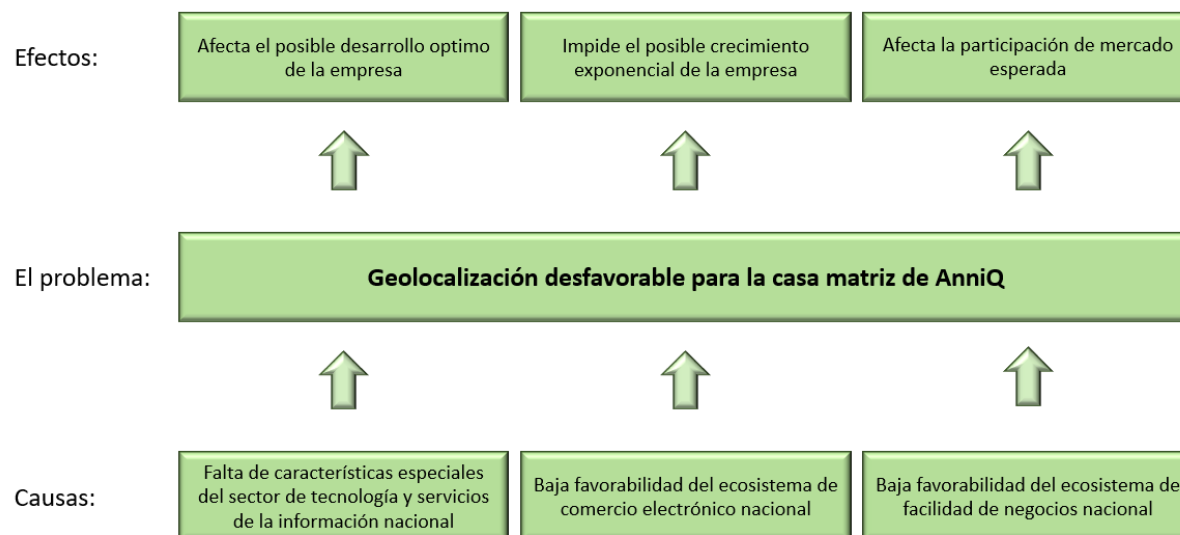 Efectos:
Afecta el posible desarrollo optimo
de la empresa
Impide el posible crecimiento
exponencial de la empresa
Afecta la participación de mercado
esperada
El problema:
Geolocalización desfavorable para la casa matriz de AnniQ
Causas:
Falta de características especiales
del sector de tecnología y servicios
de la información nacional
Baja favorabilidad del ecosistema de
comercio electrónico nacional
Baja favorabilidad del ecosistema de
facilidad de negocios nacional